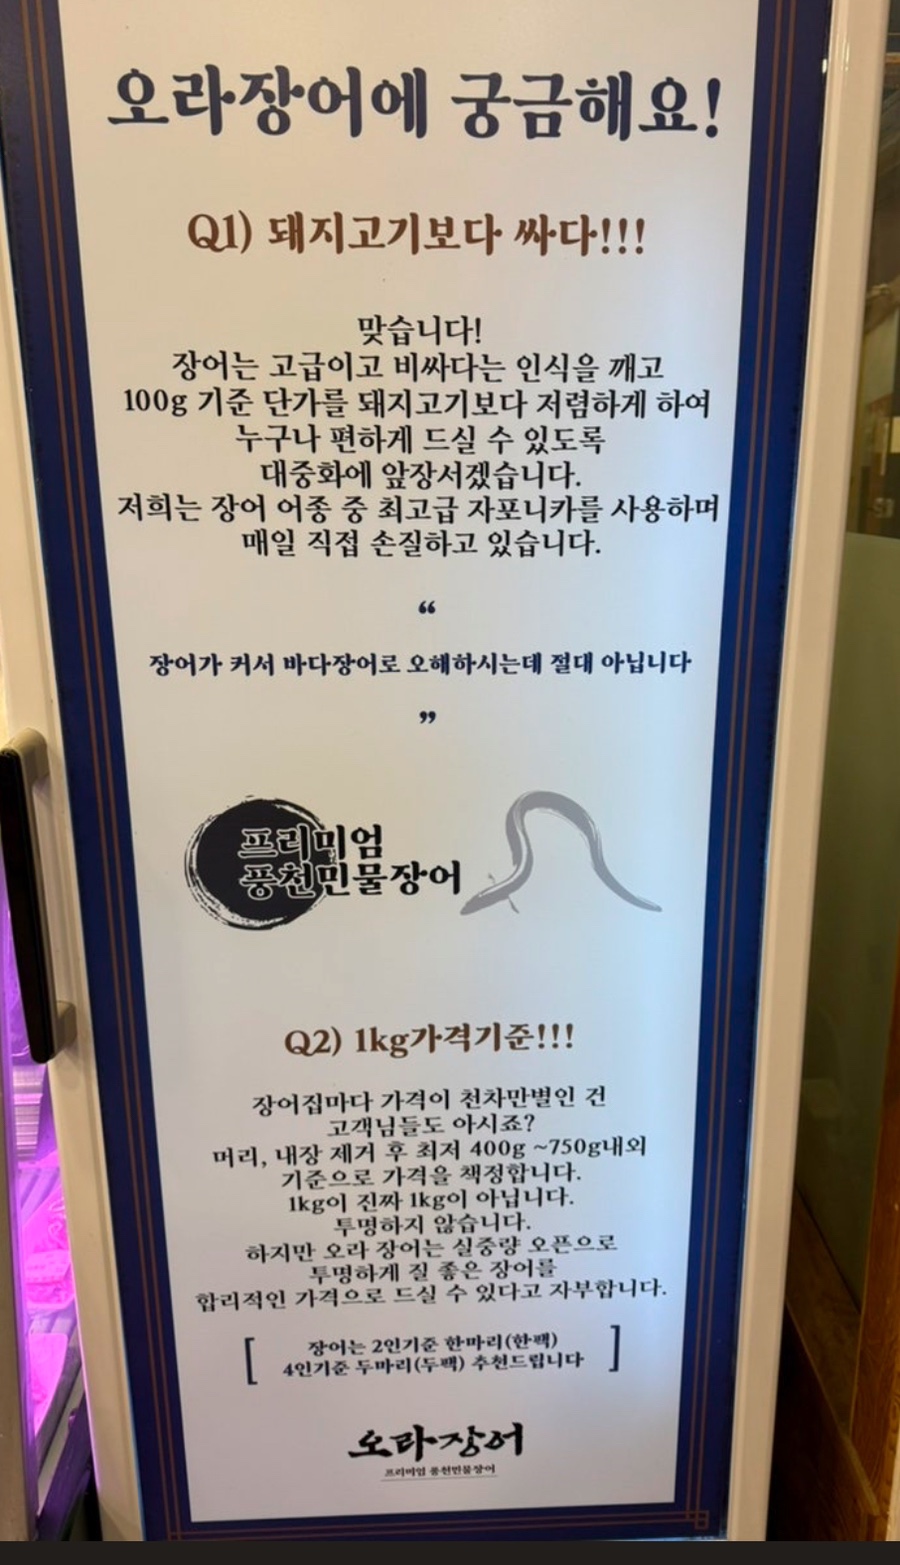 오라장어에 궁금해요!
Q1) 돼지고기보다 싸다!!!
맞습니다!
장어는 고급이고 비싸다는 인식을 깨고
100g 기준 단가를 돼지고기보다 저렴하게 하여
누구나 편하게 드실 수 있도록
대중화에 앞장서겠습니다.
저희는 장어 어종 중 최고급 자포니카를 사용하며
매일 직접 손질하고 있습니다.
“
장어가 커서 바다장어로 오해하시는데 절대 아닙니다
”
프리미엄
풍천민물장어
Q2) 1kg가격기준!!!
장어집마다 가격이 천차만별인 건
고객님들도 아시죠?
머리, 내장 제거 후 최저 400g ~750g내외
기준으로 가격을 책정합니다.
1kg이 진짜 1kg이 아닙니다.
투명하지 않습니다.
하지만 오라 장어는 실중량 오픈으로
투명하게 질 좋은 장어를
합리적인 가격으로 드실 수 있다고 자부합니다.
[ 장어는 2인기준 한마리(한팩)
4인기준 두마리(두팩) 추천드립니다 ]
오라장어
프리미엄 풍천민물장어